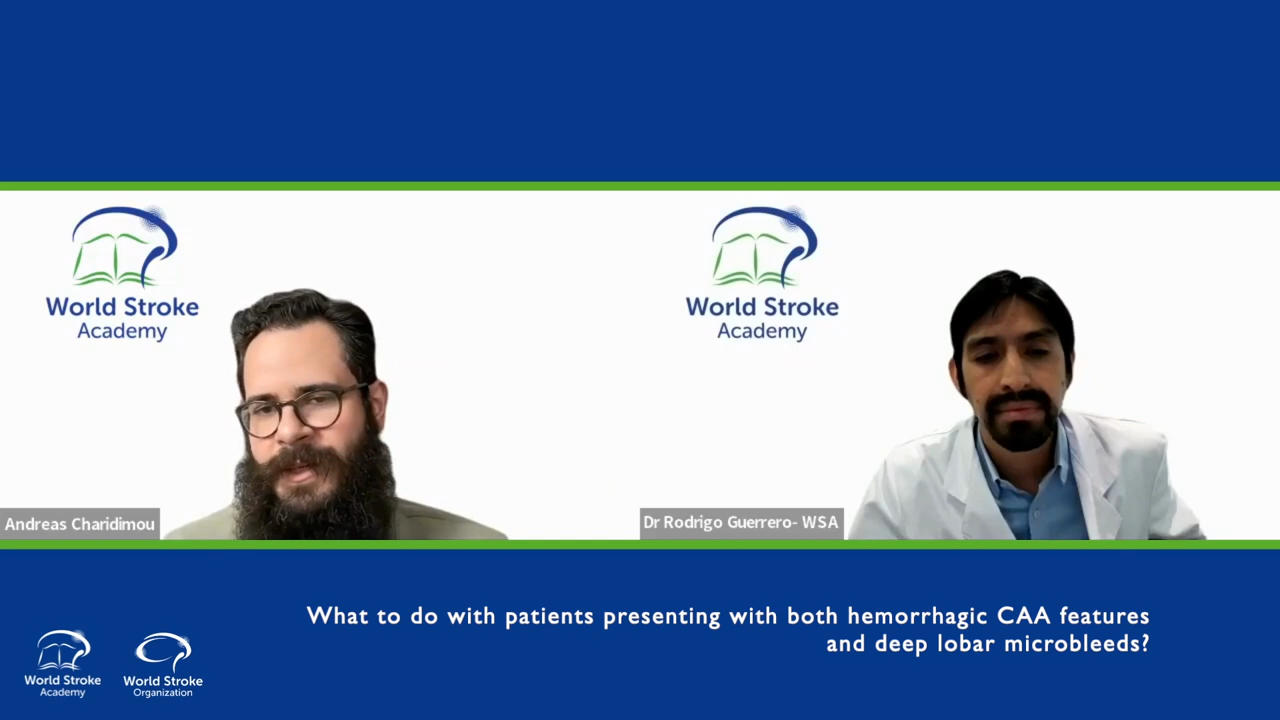 World Stroke
Academy
World Stroke
Academy
Andreas Charidimou
Dr Rodrigo Guerrero- WSA
What to do with patients presenting with both hemorrhagic CAA features
and deep lobar microbleeds?
World Stroke
Academy
World Stroke
Organization